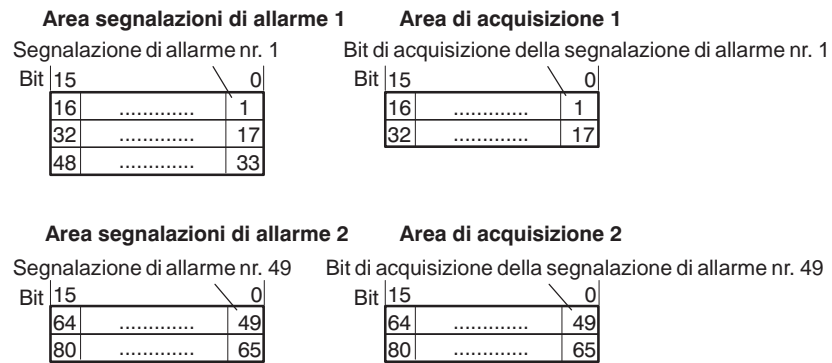 Area segnalazioni di allarme 1 Area di acquisizione 1
Segnalazione di allarme nr. 1 Bit di acquisizione della segnalazione di allarme nr. 1
Bit 15 0 Bit 15 0
16 ............. 1 16 ............. 1
32 ............. 17 32 ............. 17
48 ............. 33
Area segnalazioni di allarme 2 Area di acquisizione 2
Segnalazione di allarme nr. 49 Bit di acquisizione della segnalazione di allarme nr. 49
Bit 15 0 Bit 15 0
64 ............. 49 64 ............. 49
80 ............. 65 80 ............. 65